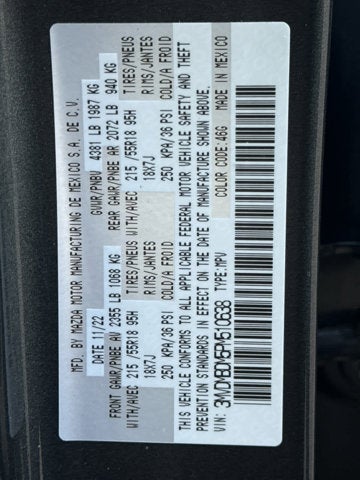 MFD. BY MAZDA MOTOR MANUFACTURING DE MEXICO S.A. DE C.V.
DATE 11/22 GVWR/PNBV 4381 LB 1987 KG
FRONT GAWR/PNBE AV 2355 LB 1068 KG REAR GAWR/PNBE AR 2072 LB 940 KG
WITH/AVEC 215 /55R18 95H TIRES/PNEUS WITH/AVEC 215 /55R18 95H TIRES/PNEUS
18X7J RIMS/JANTES 18X7J RIMS/JANTES
250 KPA/36 PSI COLD/A FROID 250 KPA/36 PSI COLD/A FROID
THIS VEHICLE CONFORMS TO ALL APPLICABLE FEDERAL MOTOR VEHICLE SAFETY AND THEFT
PREVENTION STANDARDS IN EFFECT ON THE DATE OF MANUFACTURE SHOWN ABOVE.
3MVDMBDM5PM510638 TYPE:MPV COLOR CODE:46G MADE IN MEXICO